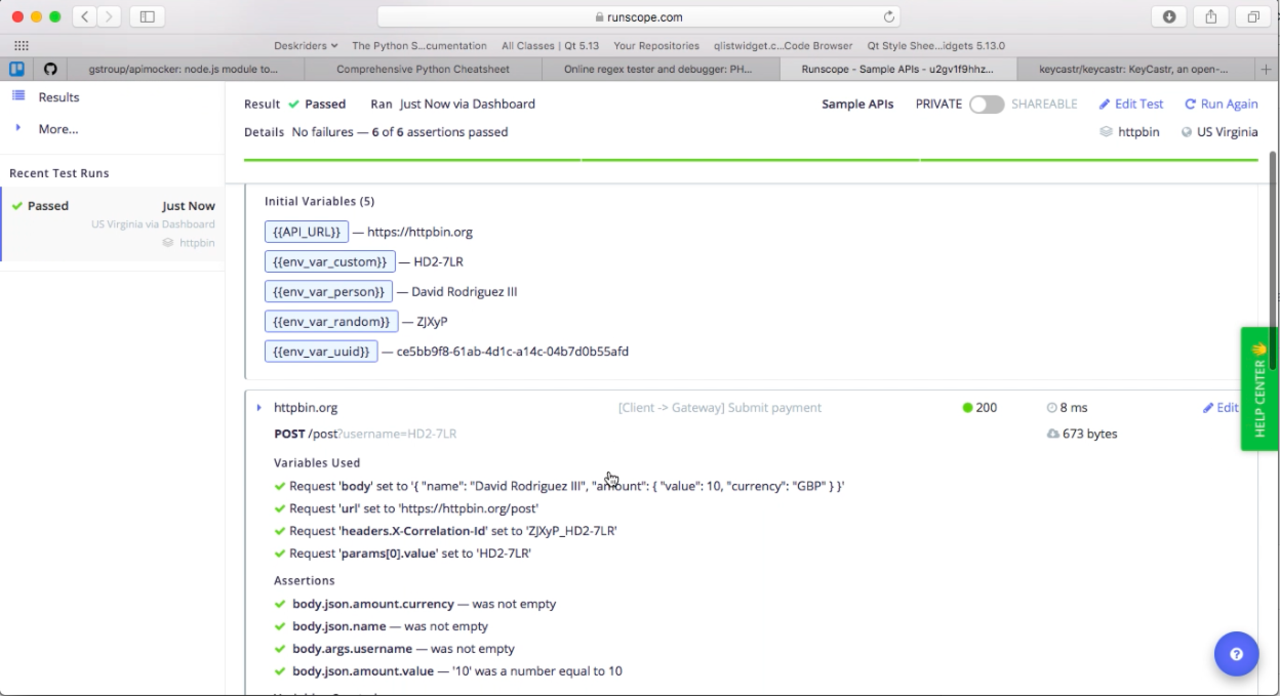 runscope.com
Deskriders The Python S...cumentation All Classes | Qt 5.13 Your Repositories qlistwidget.c...Code Browser Qt Style Shee...idgets 5.13.0
gstroup/apimocker: node.js module to... Comprehensive Python Cheatsheet Online regex tester and debugger: PH... Runscope - Sample APIs - u2gv1f9hhz... keycastr/keycastr: KeyCastr, an open-...
Results
More...
Recent Test Runs
Passed Just Now
US Virginia via Dashboard
httpbin
Result Passed Ran Just Now via Dashboard Sample APIs PRIVATE SHAREABLE Edit Test Run Again
Details No failures — 6 of 6 assertions passed httpbin US Virginia
Initial Variables (5)
{{API_URL}} — https://httpbin.org
{{env_var_custom}} — HD2-7LR
{{env_var_person}} — David Rodriguez III
{{env_var_random}} — ZJXyP
{{env_var_uuid}} — ce5bb9f8-61ab-4d1c-a14c-04b7d0b55afd
httpbin.org [Client -> Gateway] Submit payment 200 8 ms Edit
POST /post?username=HD2-7LR 673 bytes
Variables Used
Request 'body' set to '{ "name": "David Rodriguez III", "amount": { "value": 10, "currency": "GBP" } }'
Request 'url' set to 'https://httpbin.org/post'
Request 'headers.X-Correlation-Id' set to 'ZJXyP_HD2-7LR'
Request 'params[0].value' set to 'HD2-7LR'
Assertions
body.json.amount.currency — was not empty
body.json.name — was not empty
body.args.username — was not empty
body.json.amount.value — '10' was a number equal to 10
HELP CENTER
?